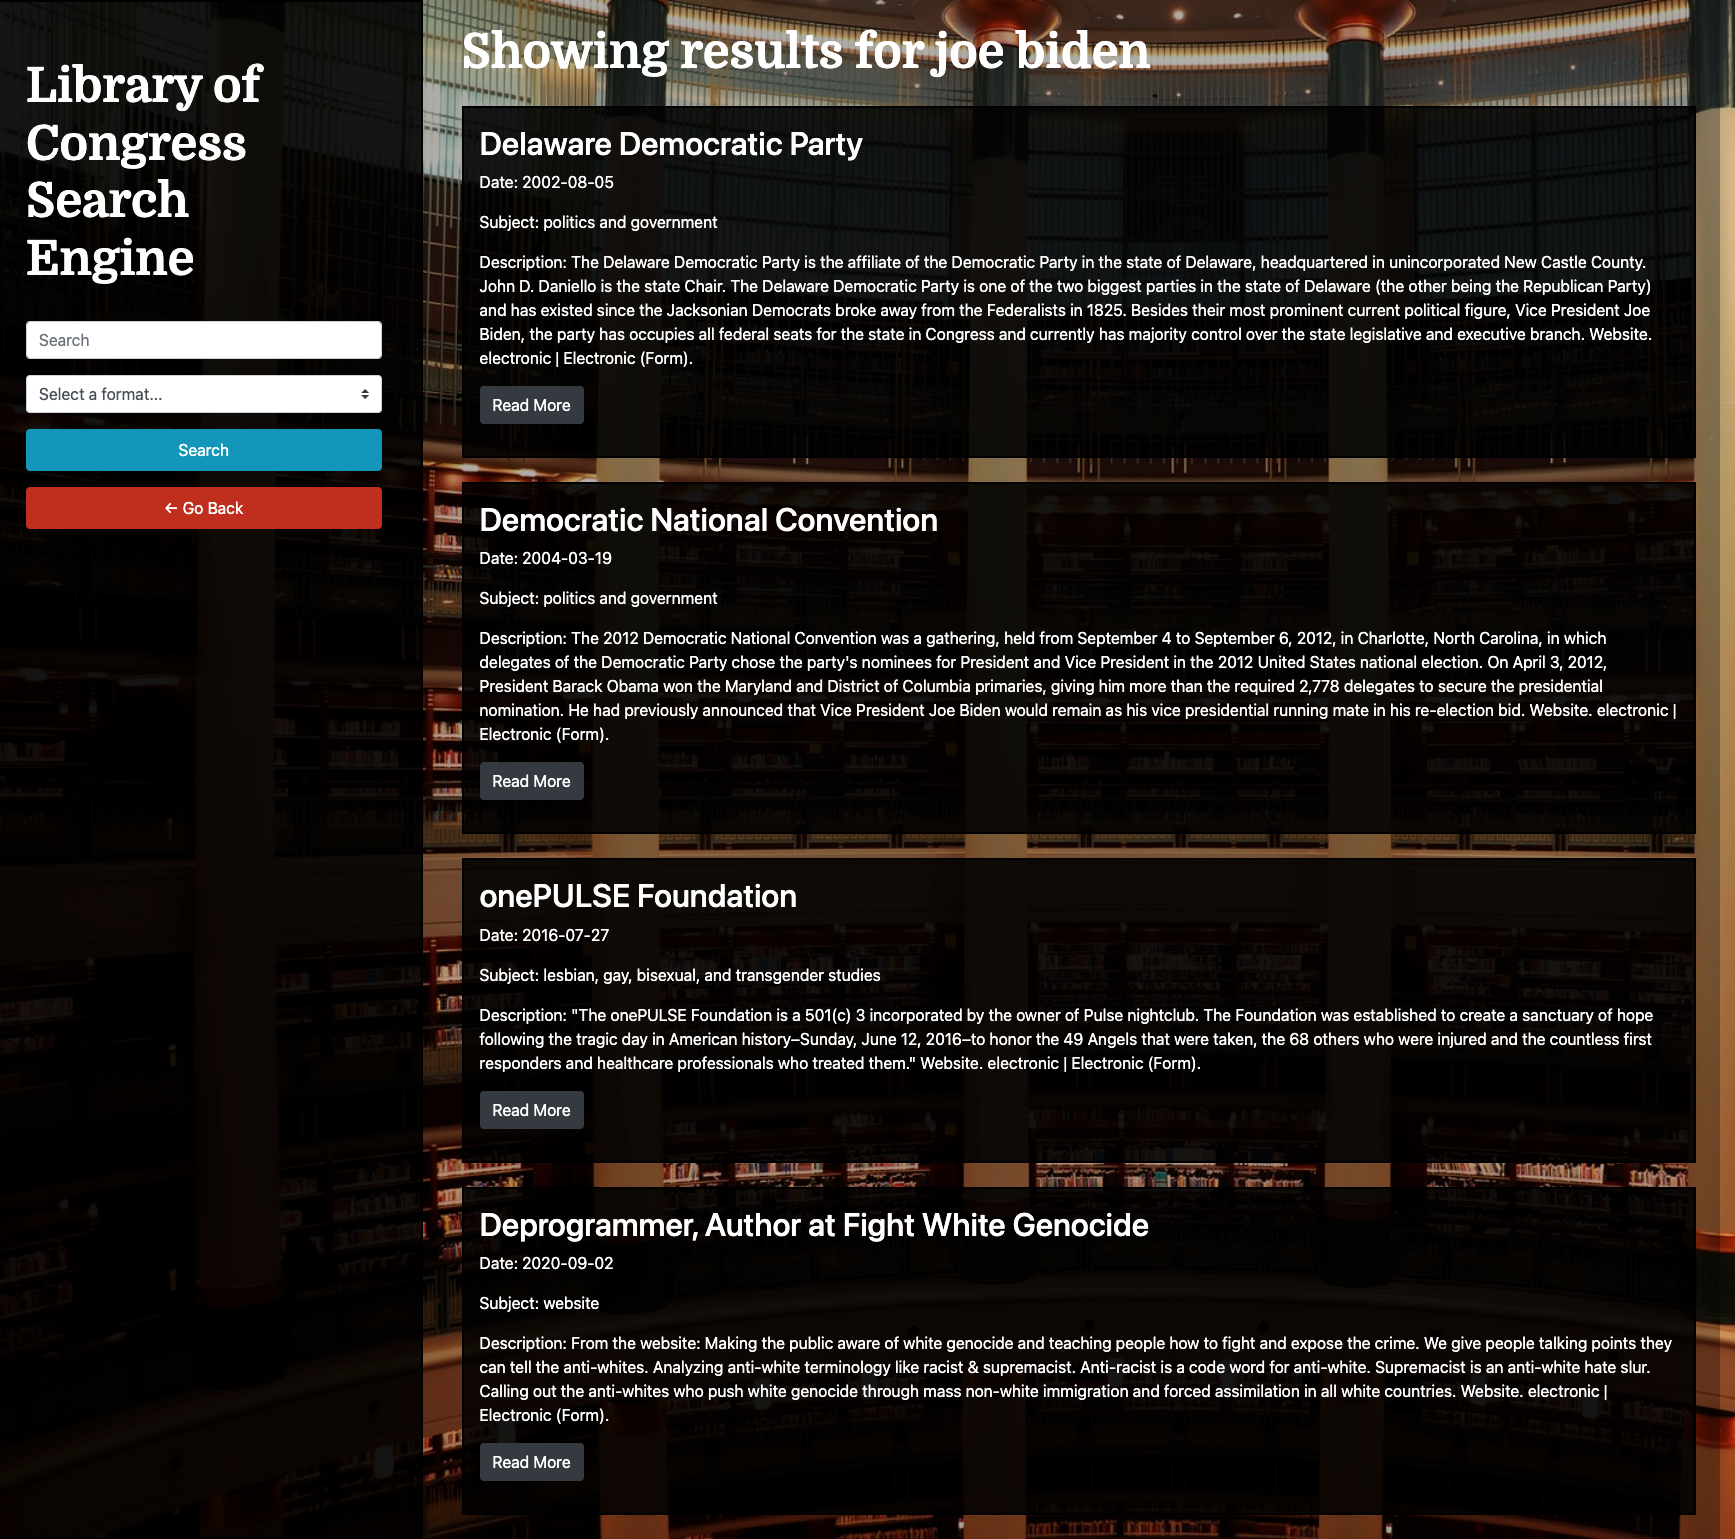 Library of
Congress
Search
Engine
Search
Select a format...
Search
← Go Back
Showing results for joe biden
Delaware Democratic Party
Date: 2002-08-05
Subject: politics and government
Description: The Delaware Democratic Party is the affiliate of the Democratic Party in the state of Delaware, headquartered in unincorporated New Castle County.
John D. Daniello is the state Chair. The Delaware Democratic Party is one of the two biggest parties in the state of Delaware (the other being the Republican Party)
and has existed since the Jacksonian Democrats broke away from the Federalists in 1825. Besides their most prominent current political figure, Vice President Joe
Biden, the party has occupies all federal seats for the state in Congress and currently has majority control over the state legislative and executive branch. Website.
electronic | Electronic (Form).
Read More
Democratic National Convention
Date: 2004-03-19
Subject: politics and government
Description: The 2012 Democratic National Convention was a gathering, held from September 4 to September 6, 2012, in Charlotte, North Carolina, in which
delegates of the Democratic Party chose the party's nominees for President and Vice President in the 2012 United States national election. On April 3, 2012,
President Barack Obama won the Maryland and District of Columbia primaries, giving him more than the required 2,778 delegates to secure the presidential
nomination. He had previously announced that Vice President Joe Biden would remain as his vice presidential running mate in his re-election bid. Website. electronic |
Electronic (Form).
Read More
onePULSE Foundation
Date: 2016-07-27
Subject: lesbian, gay, bisexual, and transgender studies
Description: "The onePULSE Foundation is a 501(c) 3 incorporated by the owner of Pulse nightclub. The Foundation was established to create a sanctuary of hope
following the tragic day in American history–Sunday, June 12, 2016–to honor the 49 Angels that were taken, the 68 others who were injured and the countless first
responders and healthcare professionals who treated them." Website. electronic | Electronic (Form).
Read More
Deprogrammer, Author at Fight White Genocide
Date: 2020-09-02
Subject: website
Description: From the website: Making the public aware of white genocide and teaching people how to fight and expose the crime. We give people talking points they
can tell the anti-whites. Analyzing anti-white terminology like racist & supremacist. Anti-racist is a code word for anti-white. Supremacist is an anti-white hate slur.
Calling out the anti-whites who push white genocide through mass non-white immigration and forced assimilation in all white countries. Website. electronic |
Electronic (Form).
Read More